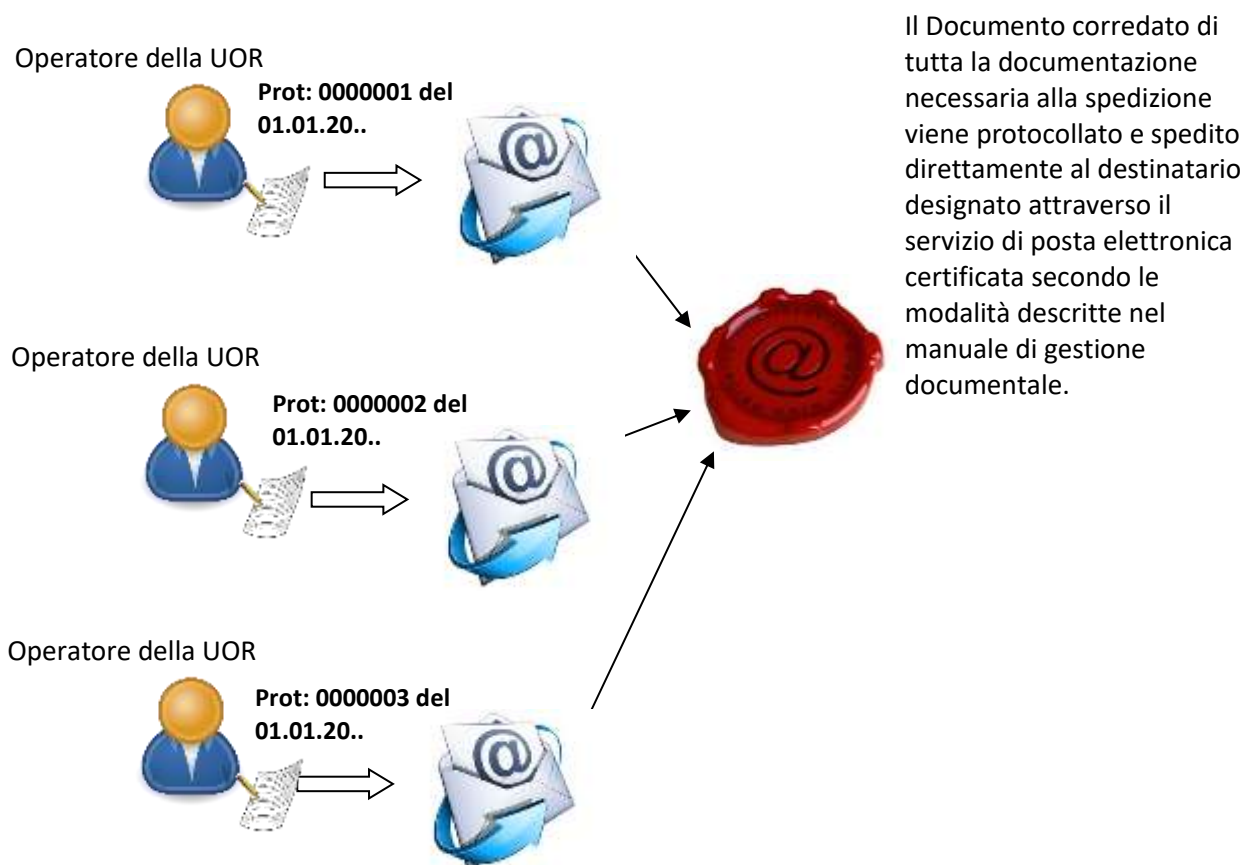 Operatore della UOR
Prot: 0000001 del
01.01.20..
Operatore della UOR
Prot: 0000002 del
01.01.20..
Operatore della UOR
Prot: 0000003 del
01.01.20..
Il Documento corredato di
tutta la documentazione
necessaria alla spedizione
viene protocollato e spedito
direttamente al destinatario
designato attraverso il
servizio di posta elettronica
certificata secondo le
modalità descritte nel
manuale di gestione
documentale.